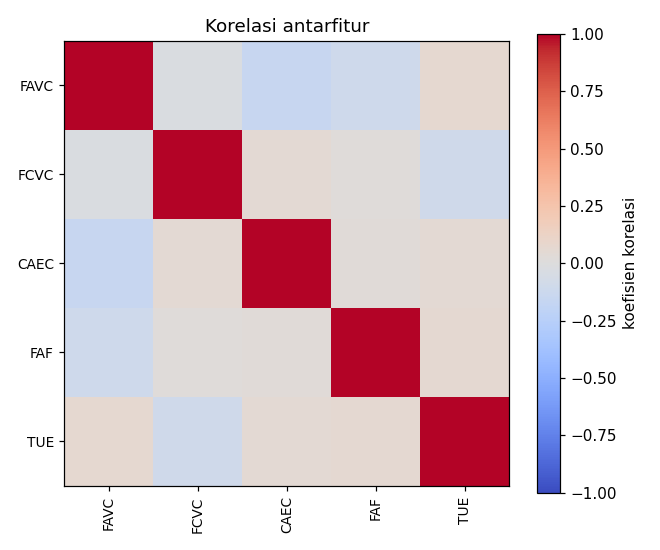 Korelasi antarfitur
FAVC
FCVC
CAEC
FAF
TUE
FAVC
FCVC
CAEC
FAF
TUE
1.00
0.75
0.50
0.25
0.00
−0.25
−0.50
−0.75
−1.00
koefisien korelasi